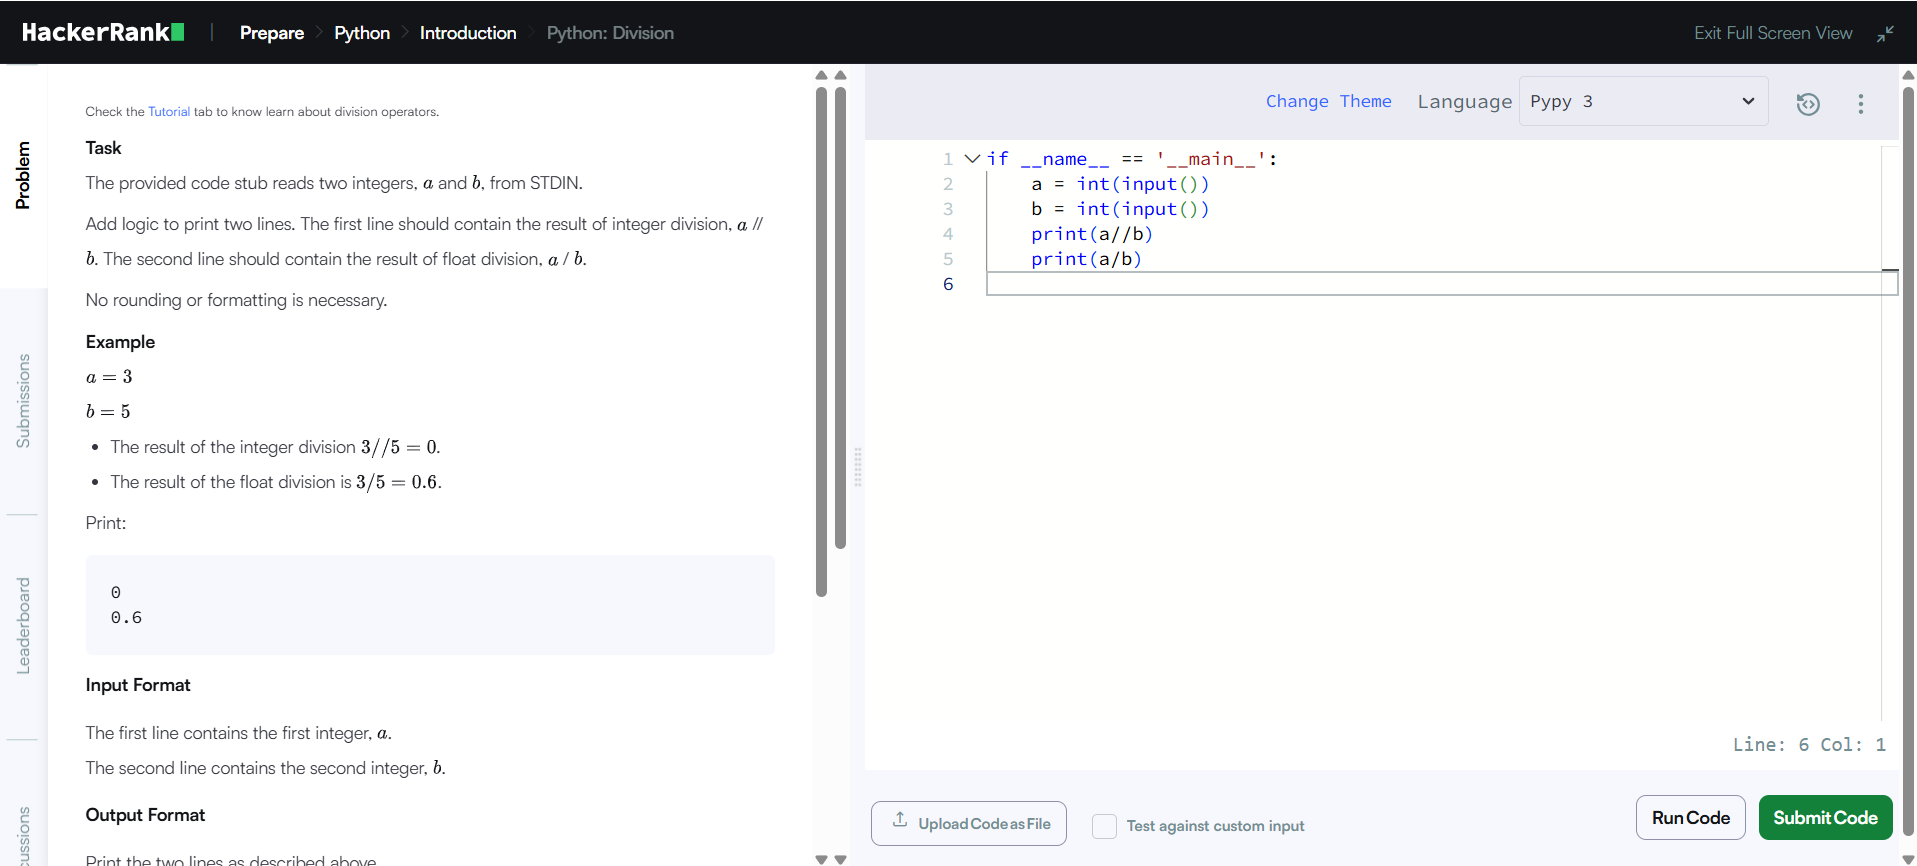 HackerRank
Prepare
Python
Introduction
Python: Division
Exit Full Screen View
Problem
Submissions
Leaderboard
Check the Tutorial tab to know learn about division operators.
Task
The provided code stub reads two integers, a and b, from STDIN.
Add logic to print two lines. The first line should contain the result of integer division, a //
b. The second line should contain the result of float division, a / b.
No rounding or formatting is necessary.
Example
a = 3
b = 5
• The result of the integer division 3//5 = 0.
• The result of the float division is 3/5 = 0.6.
Print:
0
0.6
Input Format
The first line contains the first integer, a.
The second line contains the second integer, b.
Output Format
Print the two lines as described above.
Change Theme
Language
Pypy 3
1 if __name__ == '__main__':
2 a = int(input())
3 b = int(input())
4 print(a//b)
5 print(a/b)
6
Line: 6 Col: 1
Upload Code as File
Test against custom input
Run Code
Submit Code